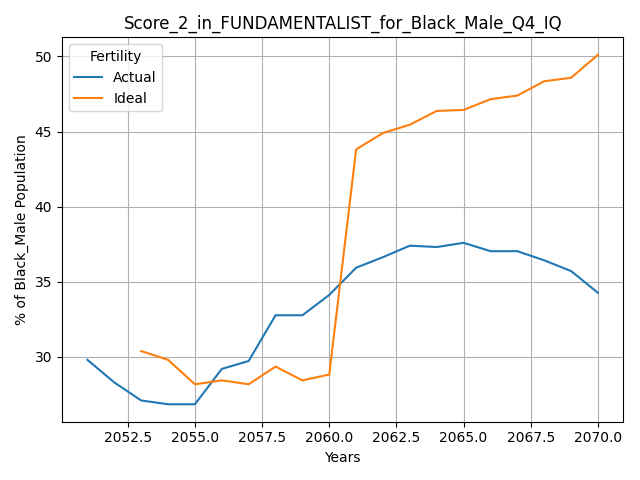 Score_2_in_FUNDAMENTALIST_for_Black_Male_Q4_IQ
Fertility
Actual
Ideal
% of Black_Male Population
50
45
40
35
30
2052.5 2055.0 2057.5 2060.0 2062.5 2065.0 2067.5 2070.0
Years